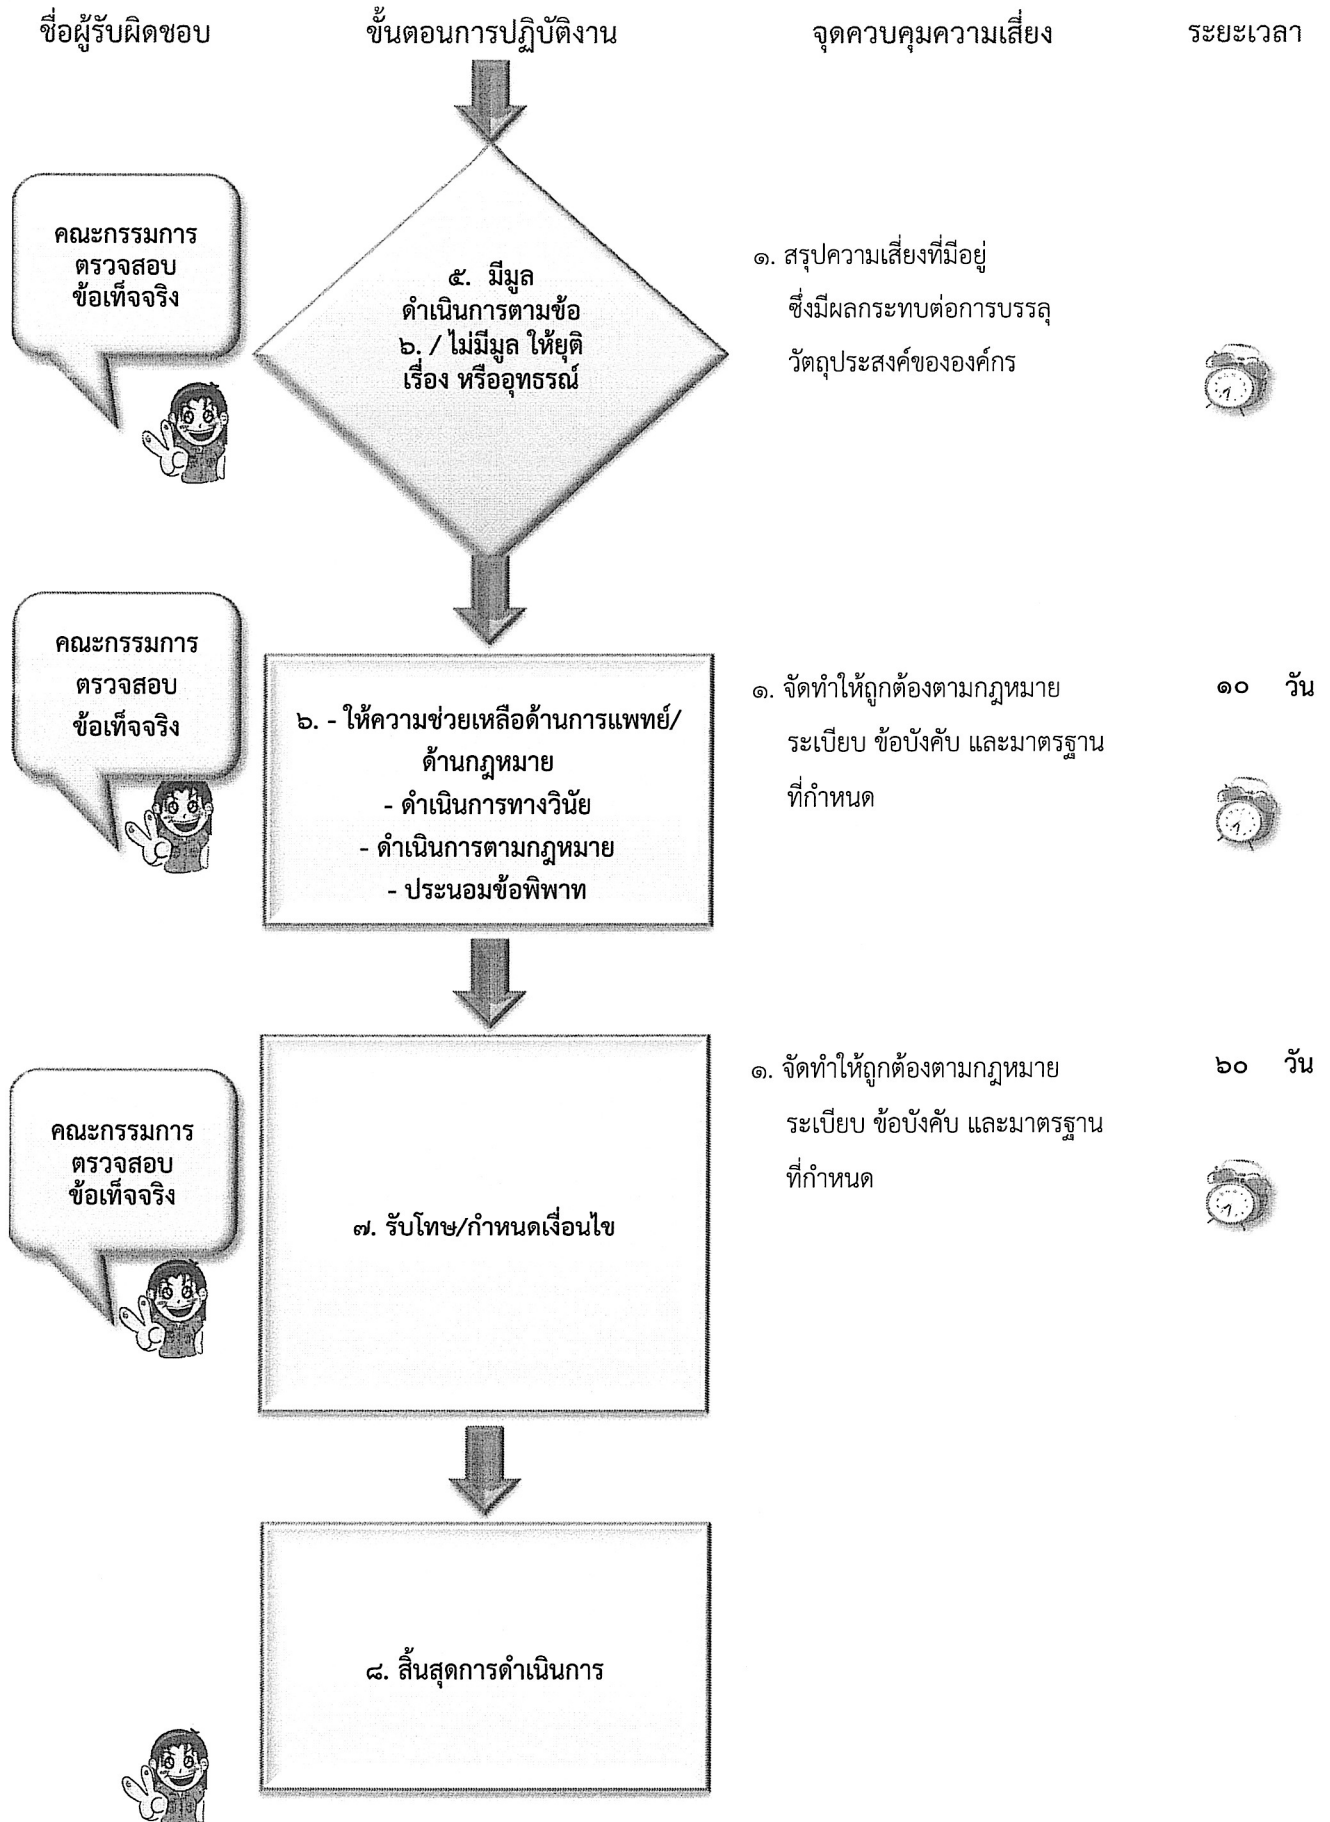 ชื่อผู้รับผิดชอบ ขั้นตอนการปฏิบัติงาน จุดควบคุมความเสี่ยง ระยะเวลา
คณะกรรมการ
ตรวจสอบ
ข้อเท็จจริง
๕. มีมูล
ดำเนินการตามข้อ
๖. / ไม่มีมูล ให้ยุติ
เรื่อง หรืออุทธรณ์
๑. สรุปความเสี่ยงที่มีอยู่
ซึ่งมีผลกระทบต่อการบรรลุ
วัตถุประสงค์ขององค์กร
คณะกรรมการ
ตรวจสอบ
ข้อเท็จจริง
๖. - ให้ความช่วยเหลือด้านการแพทย์/
ด้านกฎหมาย
- ดำเนินการทางวินัย
- ดำเนินการตามกฎหมาย
- ประนอมข้อพิพาท
๑. จัดทำให้ถูกต้องตามกฎหมาย
ระเบียบ ข้อบังคับ และมาตรฐาน
ที่กำหนด
๑๐ วัน
คณะกรรมการ
ตรวจสอบ
ข้อเท็จจริง
๗. รับโทษ/กำหนดเงื่อนไข
๑. จัดทำให้ถูกต้องตามกฎหมาย
ระเบียบ ข้อบังคับ และมาตรฐาน
ที่กำหนด
๖๐ วัน
๘. สิ้นสุดการดำเนินการ